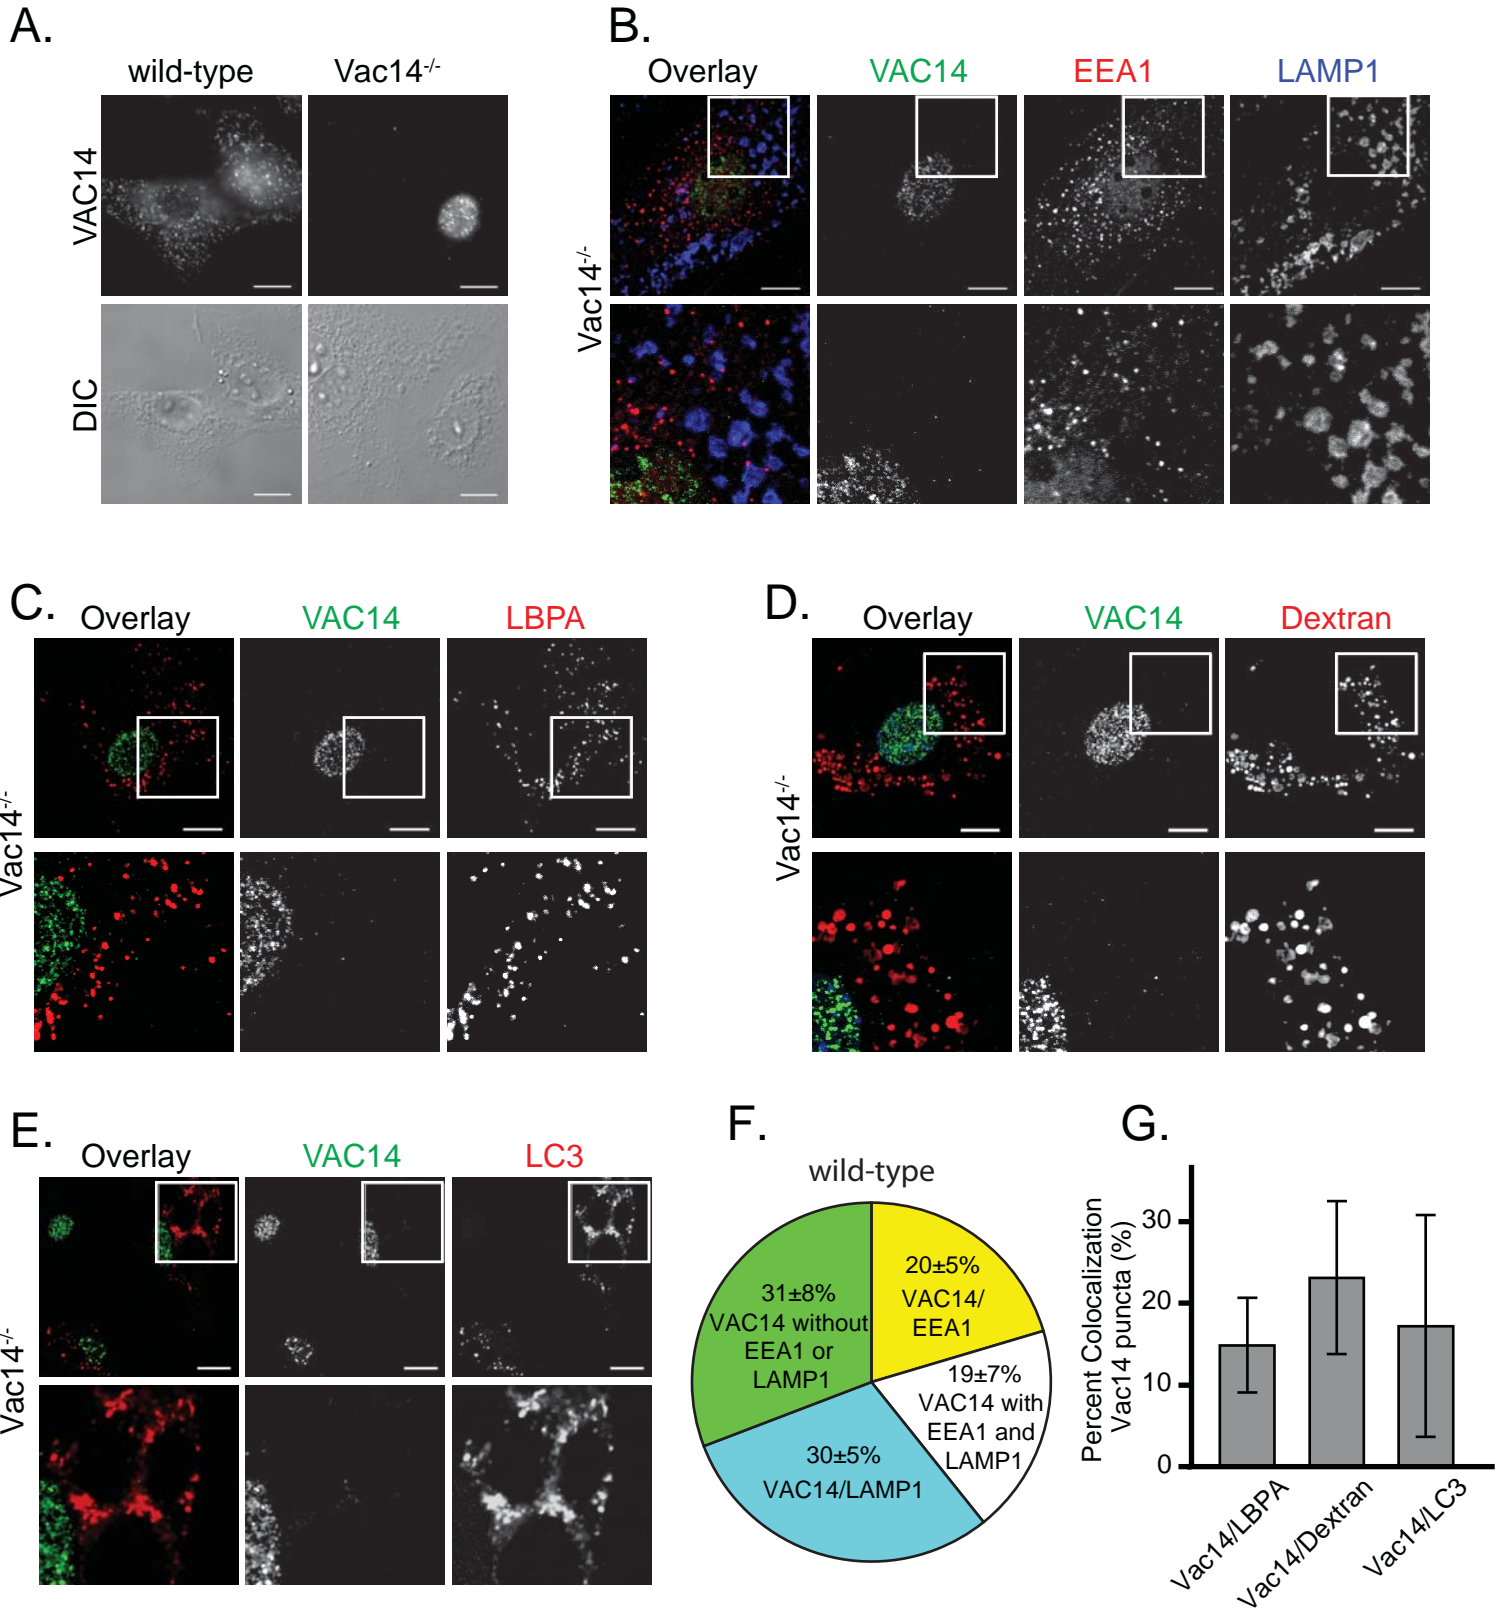 A.
wild-type
Vac14-/-
VAC14
DIC
B.
Overlay
VAC14
EEA1
LAMP1
Vac14-/-
C.
Overlay
VAC14
LBPA
Vac14-/-
D.
Overlay
VAC14
Dextran
Vac14-/-
E.
Overlay
VAC14
LC3
Vac14-/-
F.
wild-type
20±5%
VAC14/
EEA1
19±7%
VAC14 with
EEA1 and
LAMP1
30±5%
VAC14/LAMP1
31±8%
VAC14 without
EEA1 or
LAMP1
G.
Percent Colocalization
Vac14 puncta (%)
30
20
10
0
Vac14/LBPA
Vac14/Dextran
Vac14/LC3